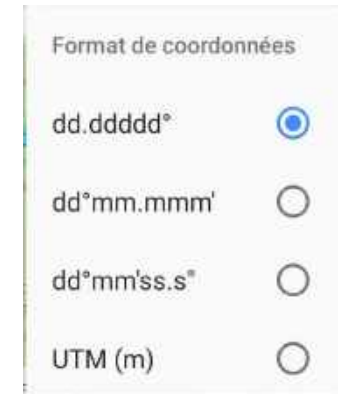 Format de coordonnées
dd.ddddd°
dd°mm.mmm'
dd°mm'ss.s"
UTM (m)